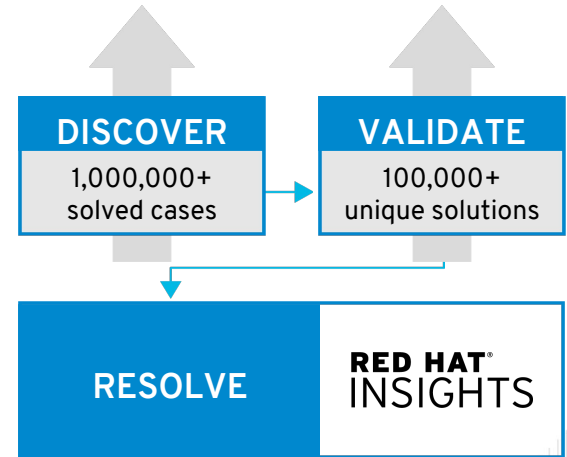 DISCOVER
1,000,000+
solved cases
VALIDATE
100,000+
unique solutions
RESOLVE
RED HAT®
INSIGHTS